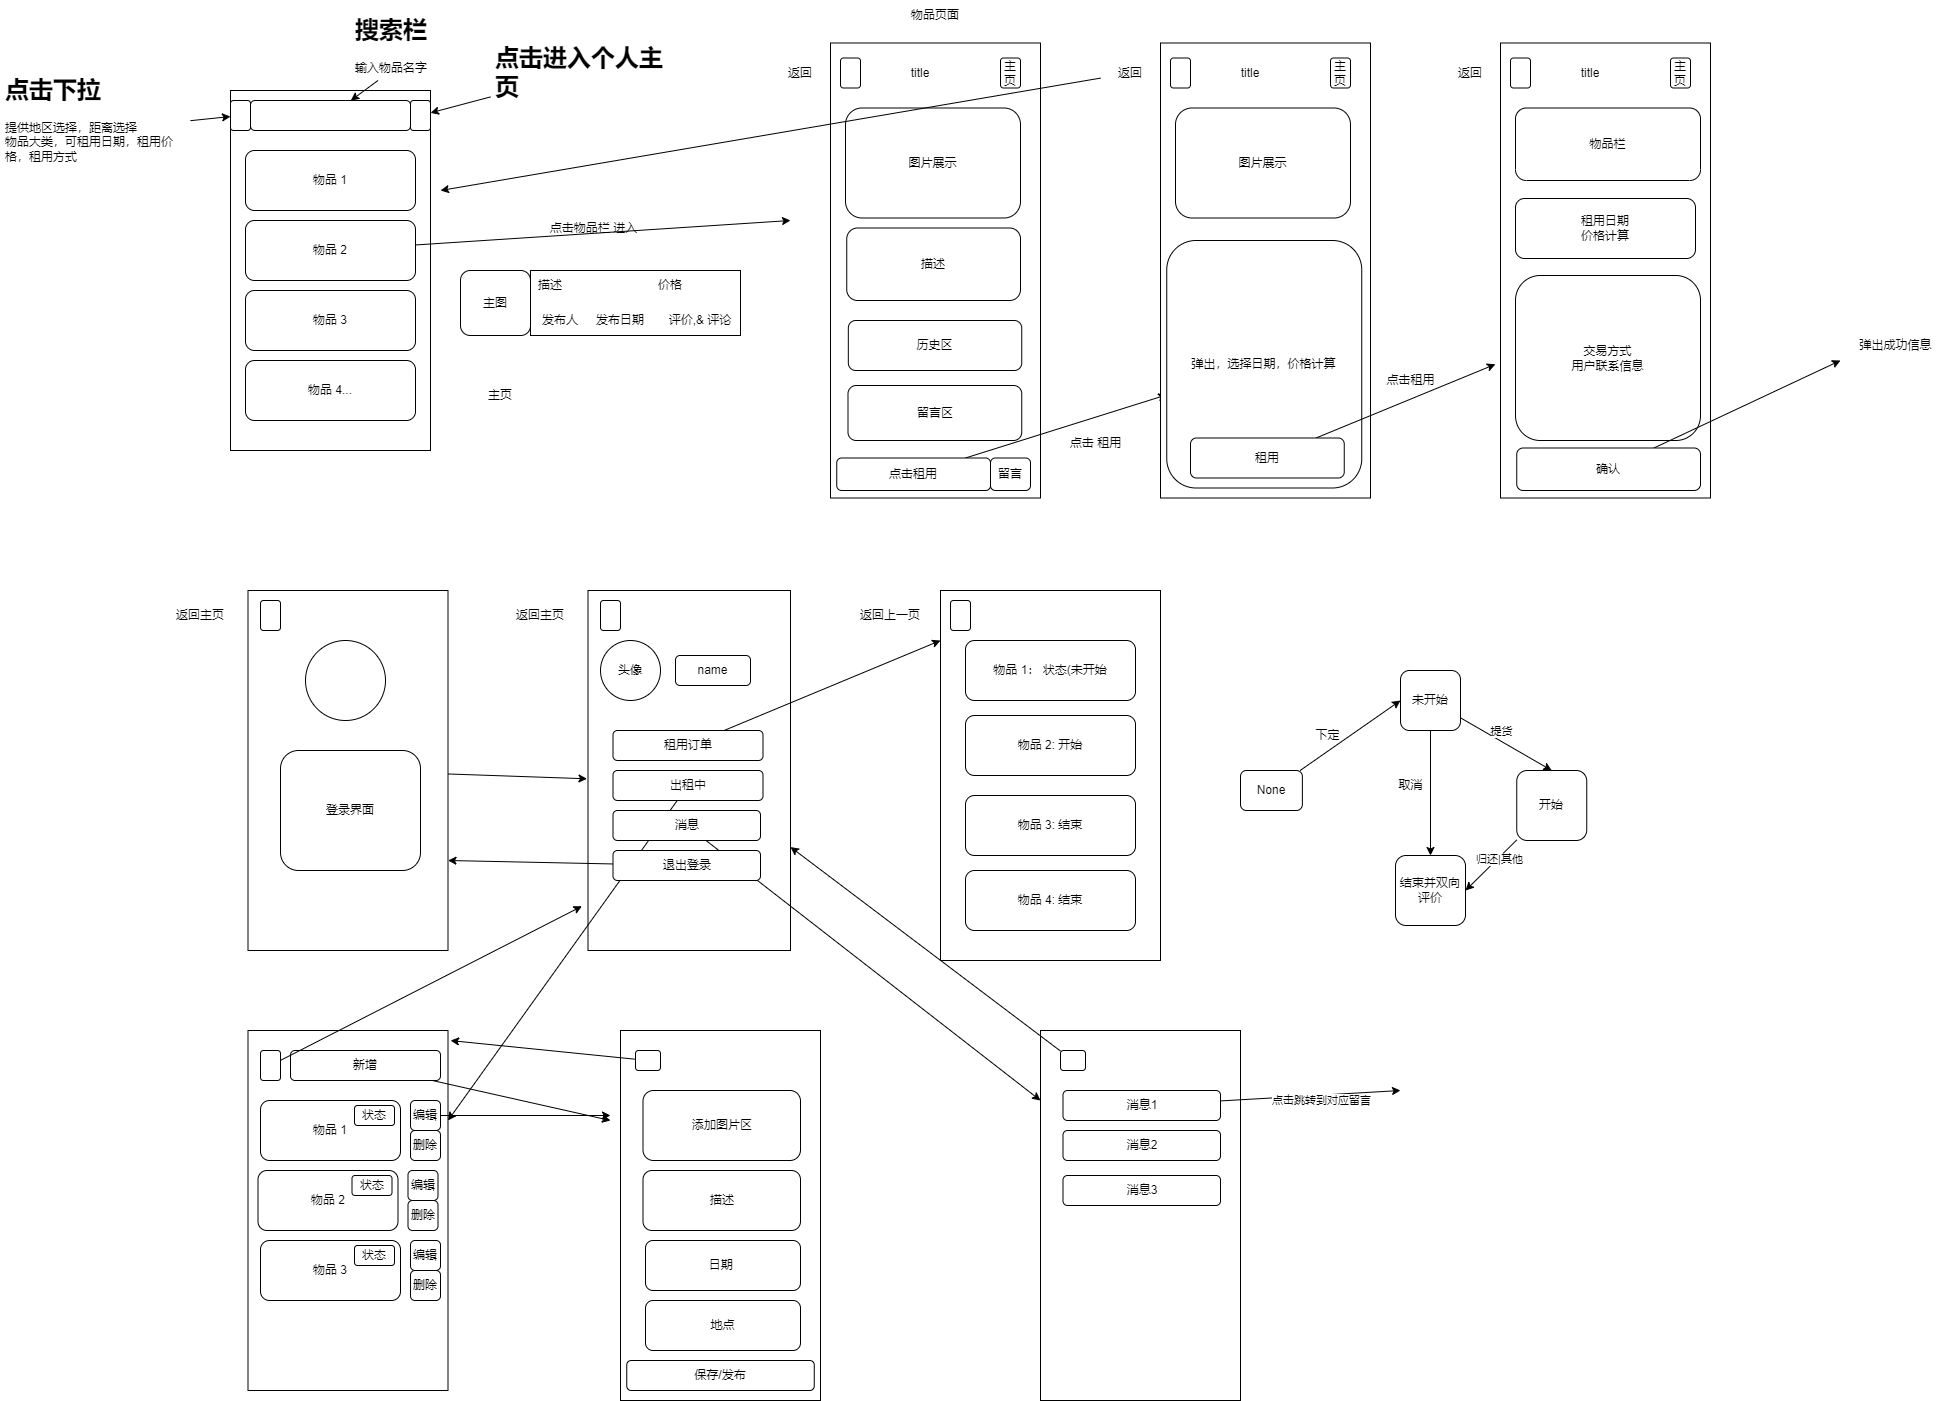 物品页面
搜索栏
输入物品名字
点击进入个人主
页
点击下拉
提供地区选择，距离选择
物品大类，可租用日期，租用价
格，租用方式
物品 1
物品 2
物品 3
物品 4...
点击物品栏 进入
主图
描述
价格
发布人
发布日期
评价,& 评论
主页
返回
title
主
页
图片展示
描述
历史区
留言区
点击租用
留言
点击 租用
返回
title
主
页
图片展示
弹出，选择日期，价格计算
租用
点击租用
返回
title
主
页
物品栏
租用日期
价格计算
交易方式
用户联系信息
确认
弹出成功信息
返回主页
登录界面
返回主页
头像
name
租用订单
出租中
消息
退出登录
返回上一页
物品 1： 状态(未开始
物品 2: 开始
物品 3: 结束
物品 4: 结束
None
下定
未开始
提货
取消
开始
归还|其他
结束并双向
评价
新增
物品 1
状态
编辑
删除
物品 2
状态
编辑
删除
物品 3
状态
编辑
删除
添加图片区
描述
日期
地点
保存/发布
消息1
消息2
消息3
点击跳转到对应留言